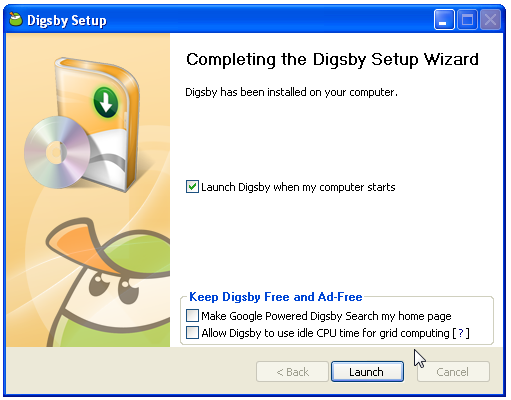 Digsby Setup
Completing the Digsby Setup Wizard
Digsby has been installed on your computer.
Launch Digsby when my computer starts
Keep Digsby Free and Ad-Free
Make Google Powered Digsby Search my home page
Allow Digsby to use idle CPU time for grid computing [ ? ]
< Back
Launch
Cancel